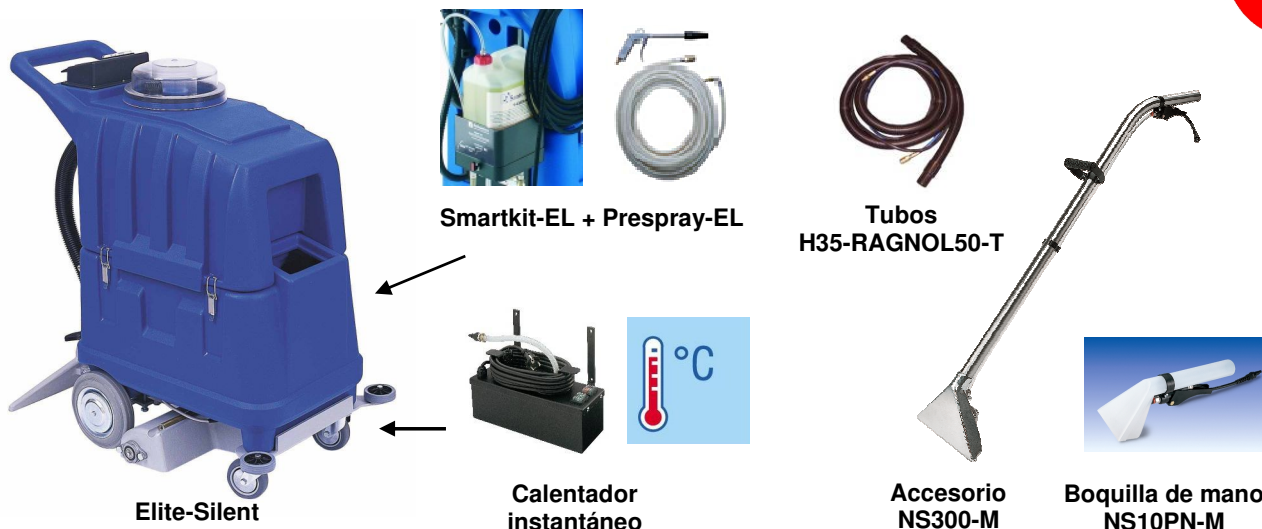 Smartkit-EL + Prespray-EL
Tubos
H35-RAGNOL50-T
°C
Elite-Silent
Calentador
instantáneo
Accesorio
NS300-M
Boquilla de mano
NS10PN-M